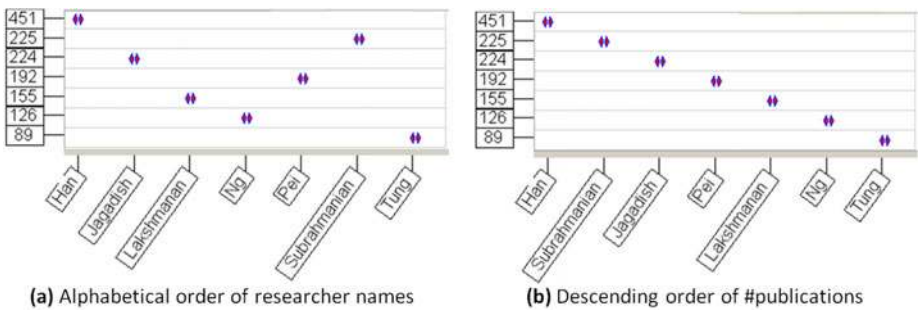 451
225
224
192
155
126
89
Han
Jagadish
Lakshmanan
Ng
Pei
Subrahmanian
Tung
(a) Alphabetical order of researcher names
451
225
224
192
155
126
89
Han
Subrahmanian
Jagadish
Pei
Lakshmanan
Ng
Tung
(b) Descending order of #publications